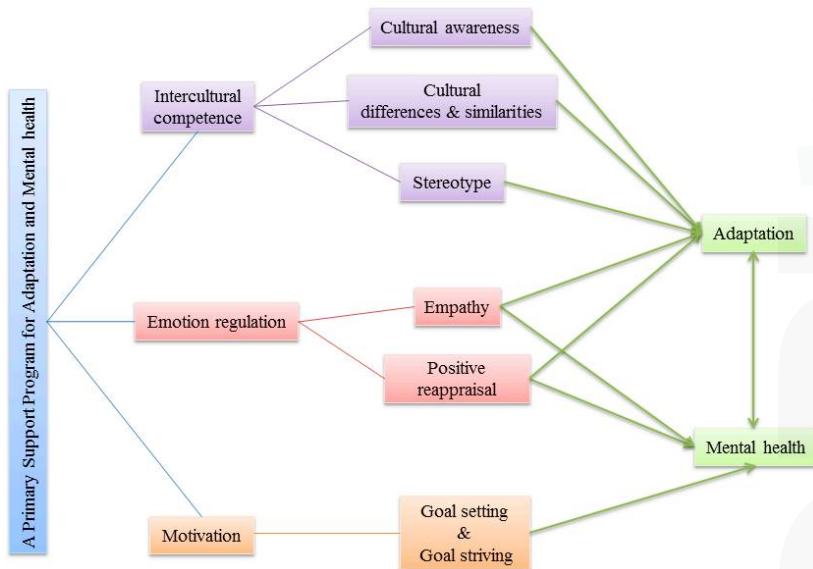 A Primary Support Program for Adaptation and Mental health
Intercultural
competence
Cultural awareness
Cultural
differences & similarities
Stereotype
Emotion regulation
Empathy
Positive
reappraisal
Motivation
Goal setting
&
Goal striving
Adaptation
Mental health